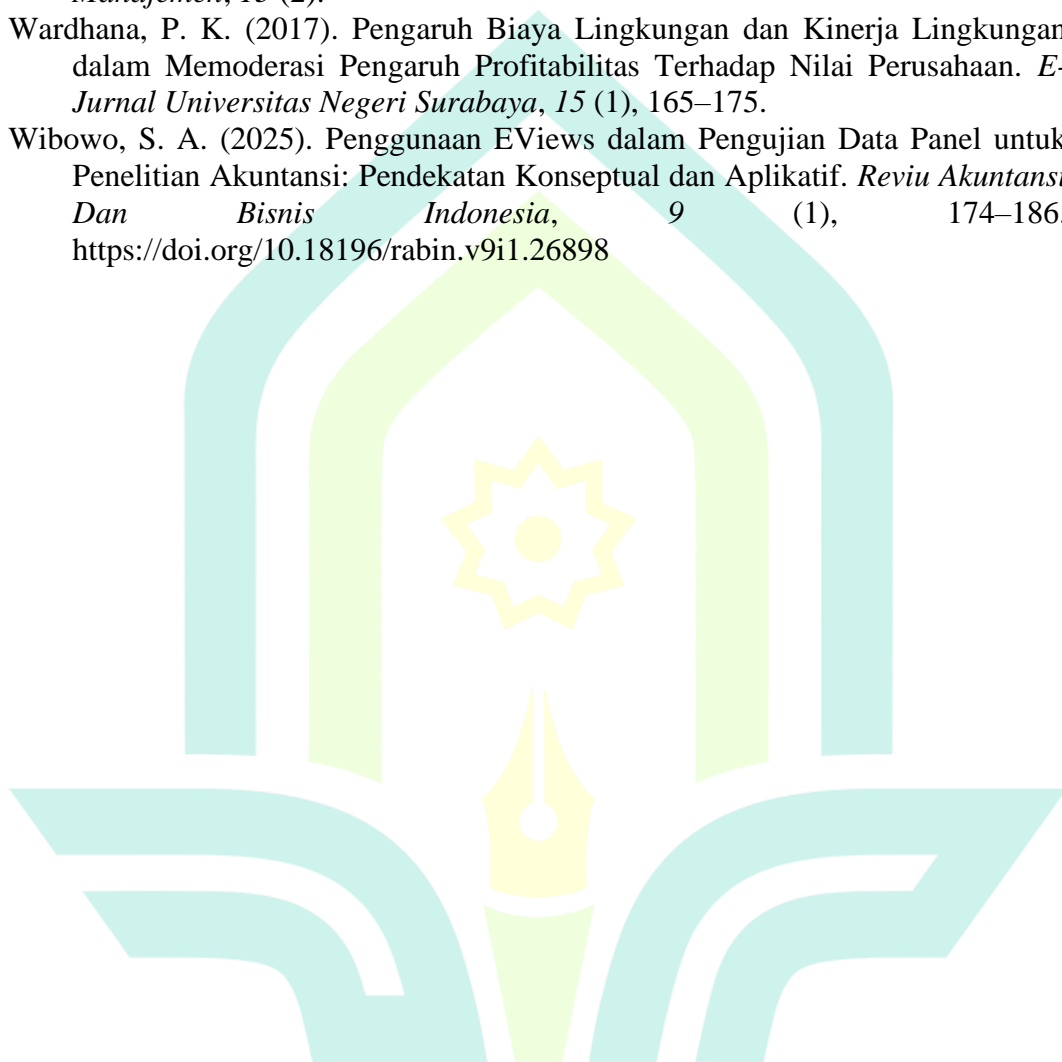 Manajemen, 15 (2).
Wardhana, P. K. (2017). Pengaruh Biaya Lingkungan dan Kinerja Lingkungan
dalam Memoderasi Pengaruh Profitabilitas Terhadap Nilai Perusahaan. E-
Jurnal Universitas Negeri Surabaya, 15 (1), 165–175.
Wibowo, S. A. (2025). Penggunaan EViews dalam Pengujian Data Panel untuk
Penelitian Akuntansi: Pendekatan Konseptual dan Aplikatif. Reviu Akuntansi
Dan Bisnis Indonesia, 9 (1), 174–186.
https://doi.org/10.18196/rabin.v9i1.26898